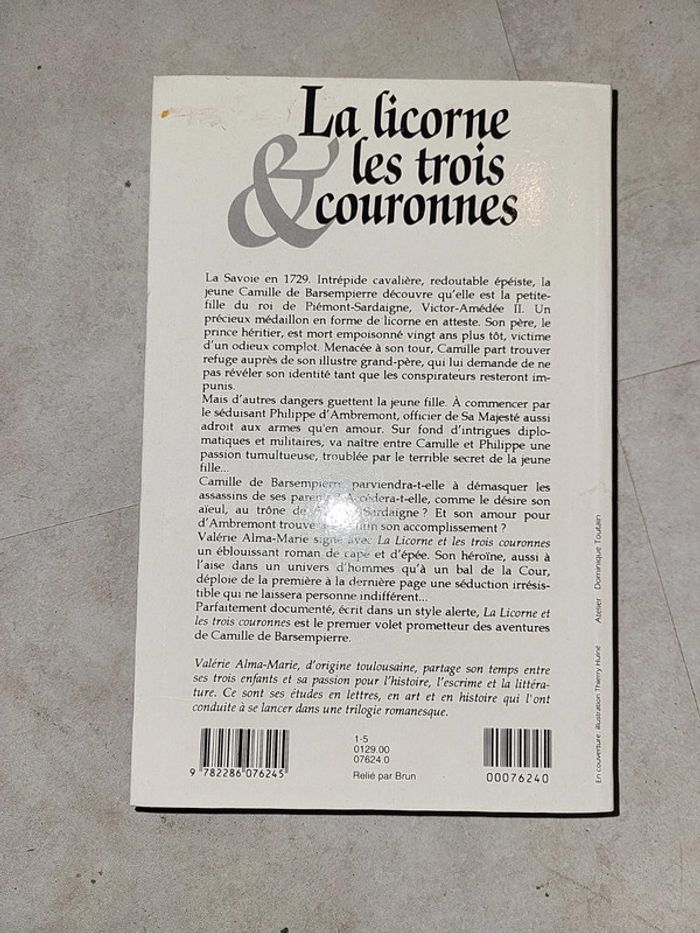 La licorne
& les trois
couronnes
La Savoie en 1729. Intrépide cavalière, redoutable épéiste, la
jeune Camille de Barsempierre découvre qu'elle est la petite-
fille du roi de Piémont-Sardaigne, Victor-Amédée II. Un
précieux médaillon en forme de licorne en atteste. Son père, le
prince héritier, est mort empoisonné vingt ans plus tôt, victime
d'un odieux complot. Menacée à son tour, Camille part trouver
refuge auprès de son illustre grand-père, qui lui demande de ne
pas révéler son identité tant que les conspirateurs resteront im-
punis.
Mais d'autres dangers guettent la jeune fille. À commencer par
le séduisant Philippe d'Ambremont, officier de Sa Majesté aussi
adroit aux armes qu'en amour. Sur fond d'intrigues diplo-
matiques et militaires, va naître entre Camille et Philippe une
passion tumultueuse, troublée par le terrible secret de la jeune
fille...
Camille de Barsempierre parviendra-t-elle à démasquer les
assassins de ses parents ? Accédera-t-elle, comme le désire son
aïeul, au trône de Sardaigne ? Et son amour pour
d'Ambremont son accomplissement ?
Valérie Alma-Marie signe avec La Licorne et les trois couronnes
un éblouissant roman de cape et d'épée. Son héroïne, aussi à
l'aise dans un univers d'hommes qu'à un bal de la Cour,
déploie de la première à la dernière page une séduction irrésis-
tible qui ne laissera personne indifférent...
Parfaitement documenté, écrit dans un style alerte, La Licorne et
les trois couronnes est le premier volet prometteur des aventures
de Camille de Barsempierre.
Valérie Alma-Marie, d'origine toulousaine, partage son temps entre
ses trois enfants et sa passion pour l'histoire, l'escrime et la littéra-
ture. Ce sont ses études en lettres, en art et en histoire qui l'ont
conduite à se lancer dans une trilogie romanesque.
9 782286 076245
1-5
0129.00
07624.0
Relié par Brun
00076240
En couverture : illustration Thierry Huiné Atelier Dominique Toutain